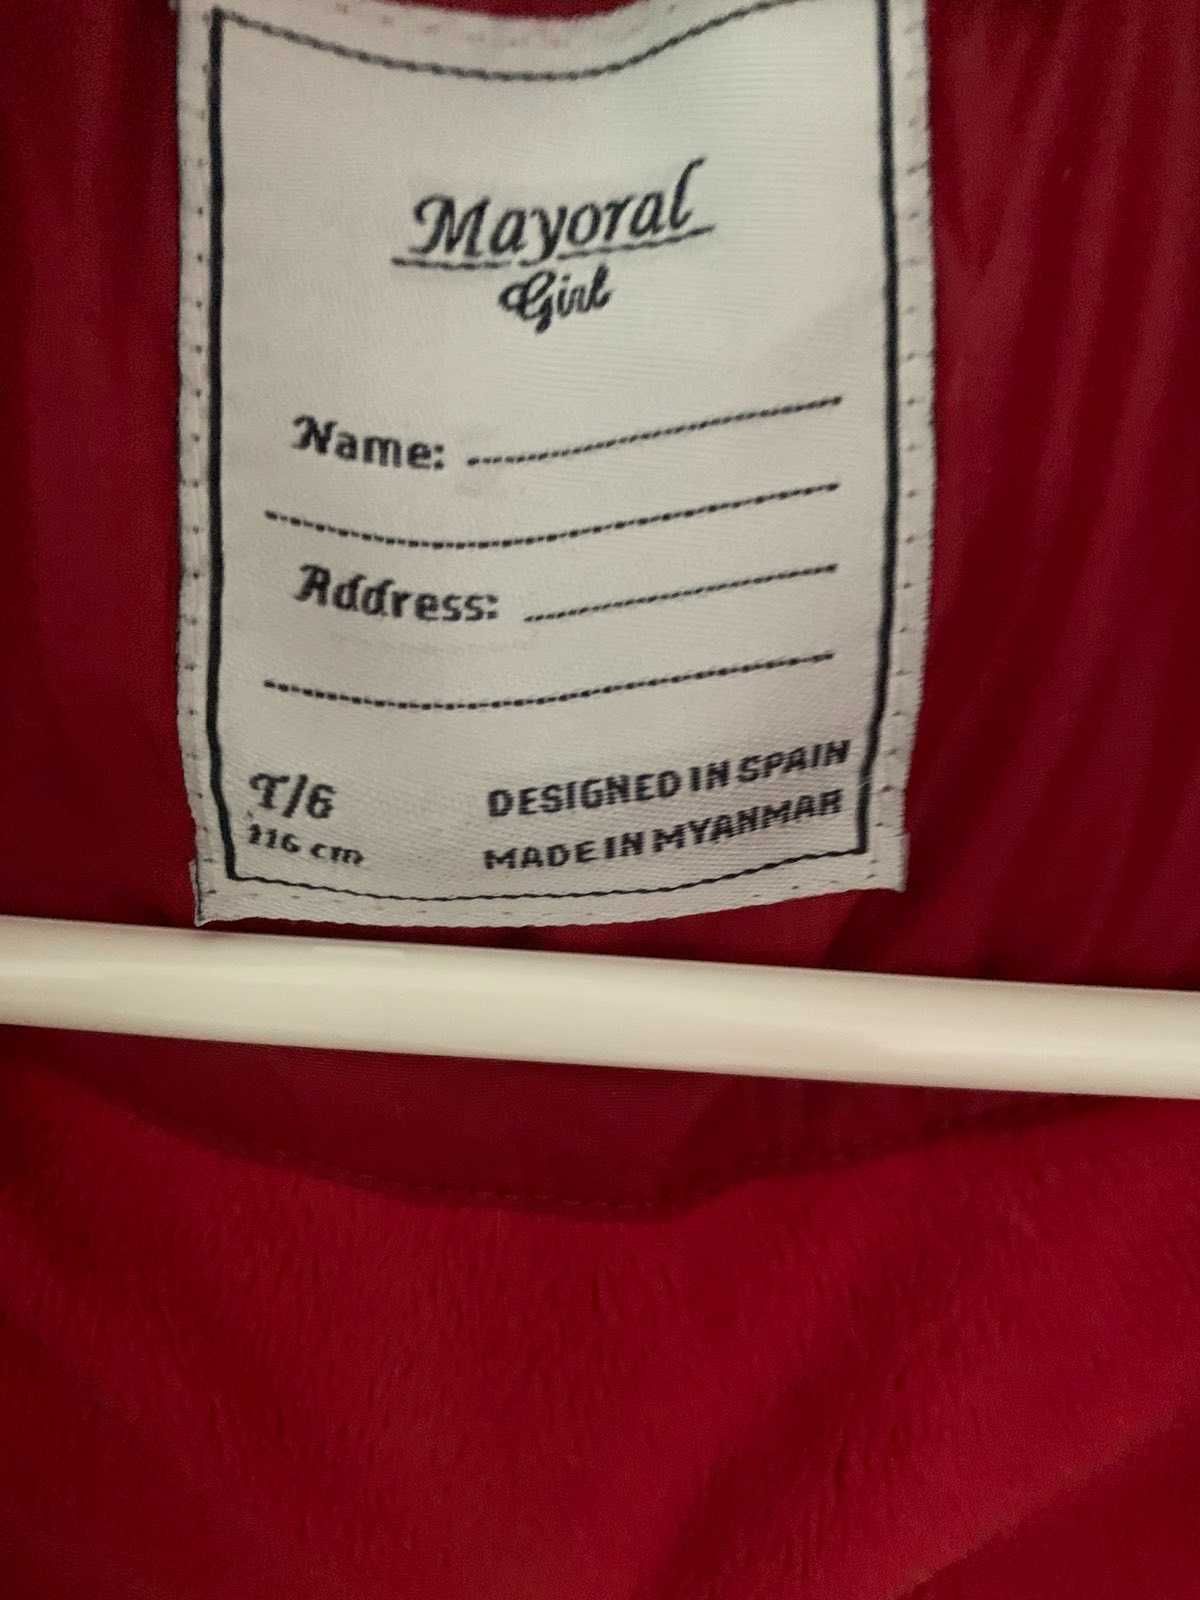 Mayoral
Girl
Name:
Address:
T/6
116 cm
DESIGNED IN SPAIN
MADE IN MYANMAR